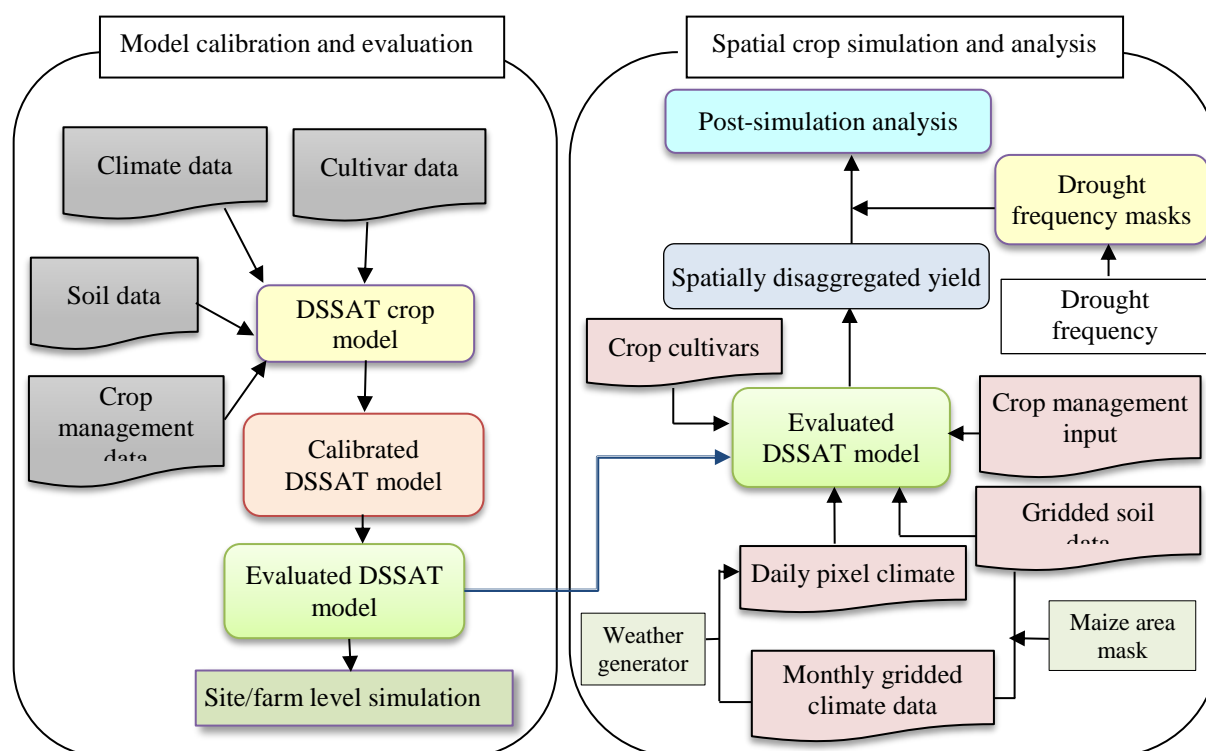 Model calibration and evaluation
Climate data
Cultivar data
Soil data
DSSAT crop
model
Crop
management
data
Calibrated
DSSAT model
Evaluated DSSAT
model
Site/farm level simulation
Spatial crop simulation and analysis
Post-simulation analysis
Drought
frequency masks
Spatially disaggregated yield
Drought
frequency
Crop cultivars
Evaluated
DSSAT model
Crop management
input
Gridded soil
data
Daily pixel climate
Weather
generator
Maize area
mask
Monthly gridded
climate data